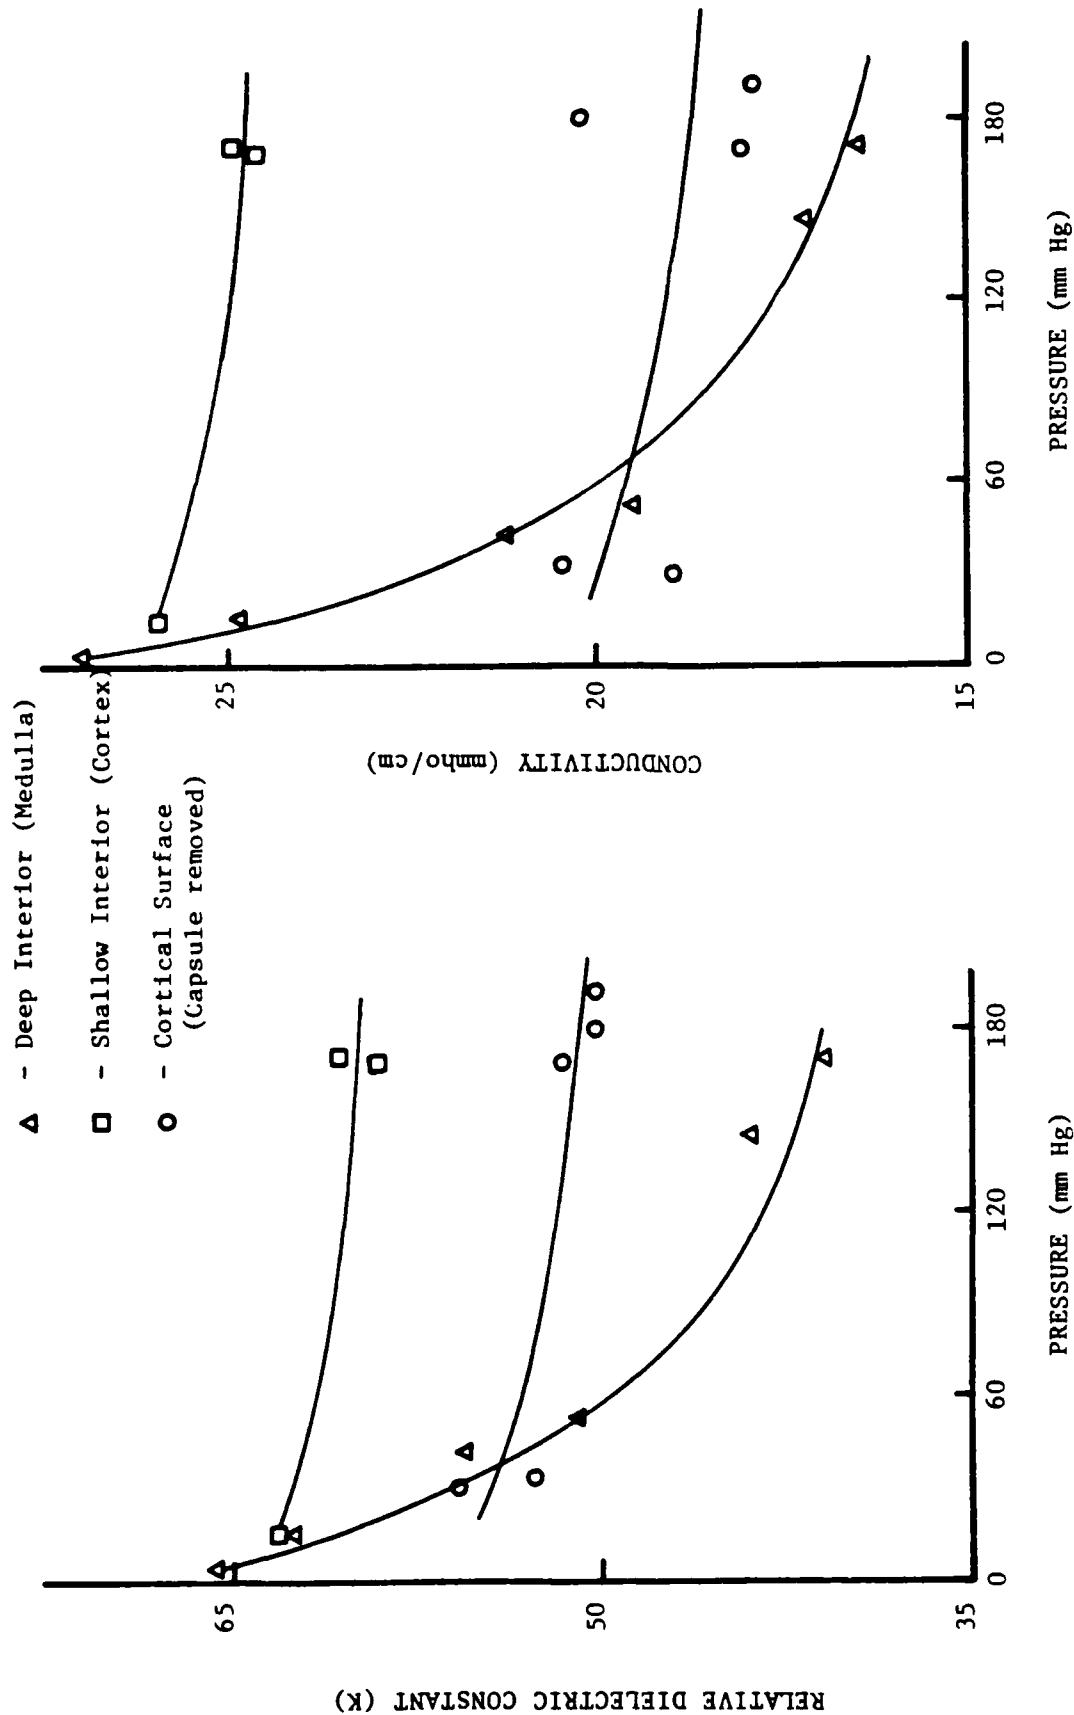 △ - Deep Interior (Medulla)
□ - Shallow Interior (Cortex)
○ - Cortical Surface
(Capsule removed)
RELATIVE DIELECTRIC CONSTANT (K)
65
50
35
0
60
120
180
PRESSURE (mm Hg)
CONDUCTIVITY (mmho/cm)
25
20
15
0
60
120
180
PRESSURE (mm Hg)